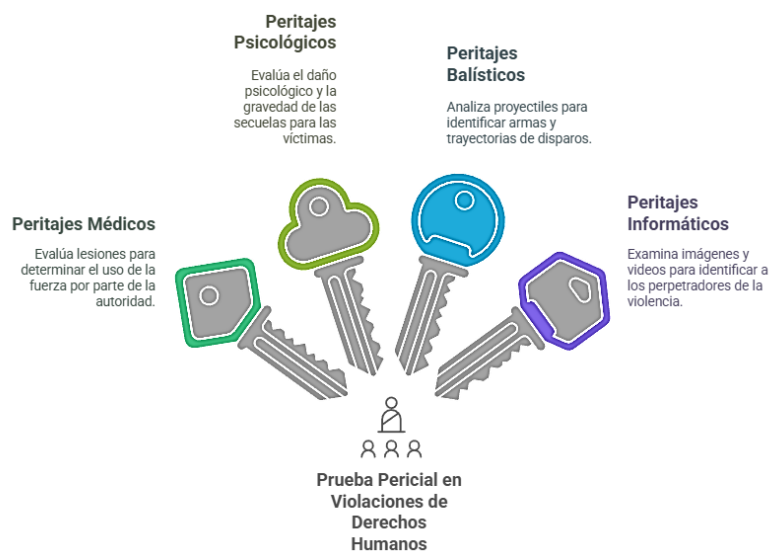 Peritajes
Psicológicos
Evalúa el daño
psicológico y la
gravedad de las
secuelas para las
víctimas.
Peritajes
Balísticos
Analiza proyectiles para
identificar armas y
trayectorias de disparos.
Peritajes Médicos
Evalúa lesiones para
determinar el uso de la
fuerza por parte de la
autoridad.
Peritajes
Informáticos
Examina imágenes y
videos para identificar a
los perpetradores de la
violencia.
Prueba Pericial en
Violaciones de
Derechos
Humanos